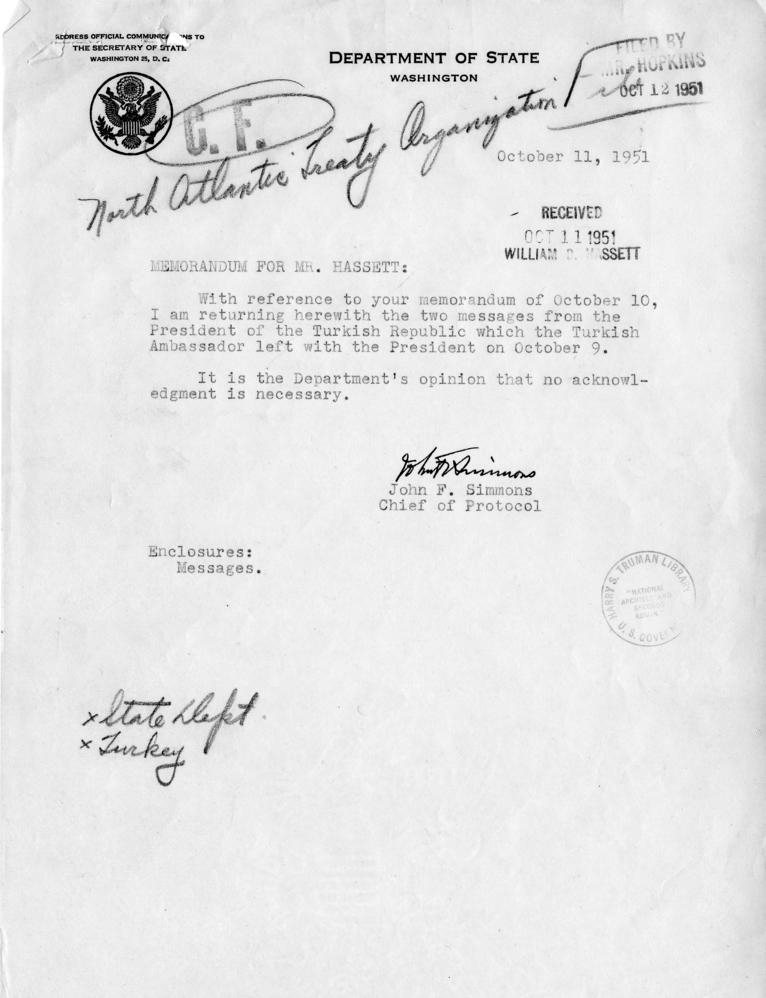 ADDRESS OFFICIAL COMMUNICATIONS TO
THE SECRETARY OF STATE
WASHINGTON 25, D. C.
DEPARTMENT OF STATE
WASHINGTON
FILED BY
MR. HOPKINS
OCT 12 1951
C. F.
North Atlantic Treaty Organization File
October 11, 1951
RECEIVED
OCT 11 1951
WILLIAM D. HASSETT
MEMORANDUM FOR MR. HASSETT:
With reference to your memorandum of October 10,
I am returning herewith the two messages from the
President of the Turkish Republic which the Turkish
Ambassador left with the President on October 9.
It is the Department's opinion that no acknowl-
edgment is necessary.
John F Simmons
John F. Simmons
Chief of Protocol
Enclosures:
Messages.
HARRY S. TRUMAN LIBRARY
"NATIONAL
ARCHIVES AND
RECORDS
U. S. GOVE
x State Dept.
x Turkey